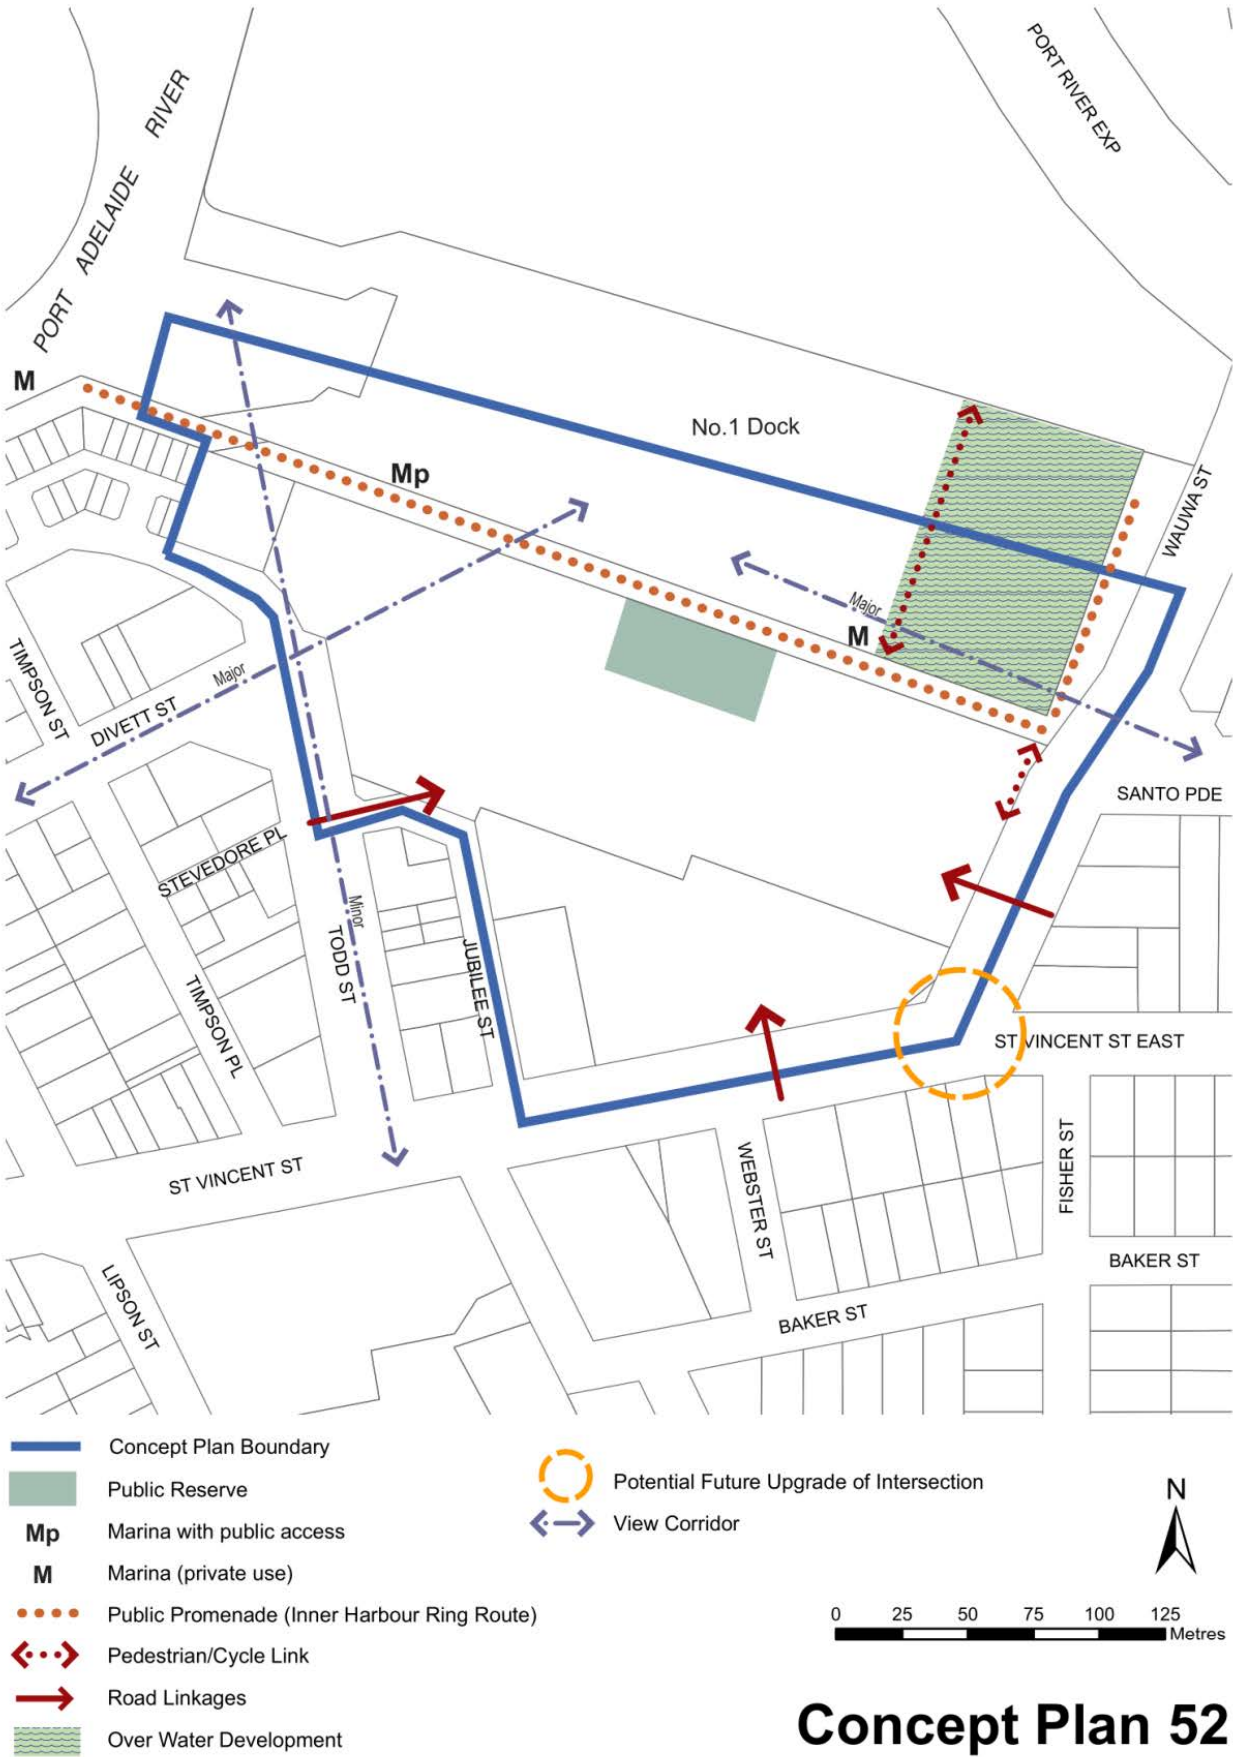 PORT RIVER EXP
PORT ADELAIDE RIVER
M
No.1 Dock
Mp
WAUWA ST
Major
M
TIMPSON ST
Major
DIVETT ST
SANTO PDE
STEVEDORE PL
Minor
TODD ST
JUBILEE ST
TIMPSON PL
ST VINCENT ST EAST
ST VINCENT ST
WEBSTER ST
FISHER ST
BAKER ST
LIPSON ST
BAKER ST
Concept Plan Boundary
Public Reserve
Mp Marina with public access
M Marina (private use)
Public Promenade (Inner Harbour Ring Route)
Pedestrian/Cycle Link
Road Linkages
Over Water Development
Potential Future Upgrade of Intersection
View Corridor
N
0 25 50 75 100 125
Metres
Concept Plan 52